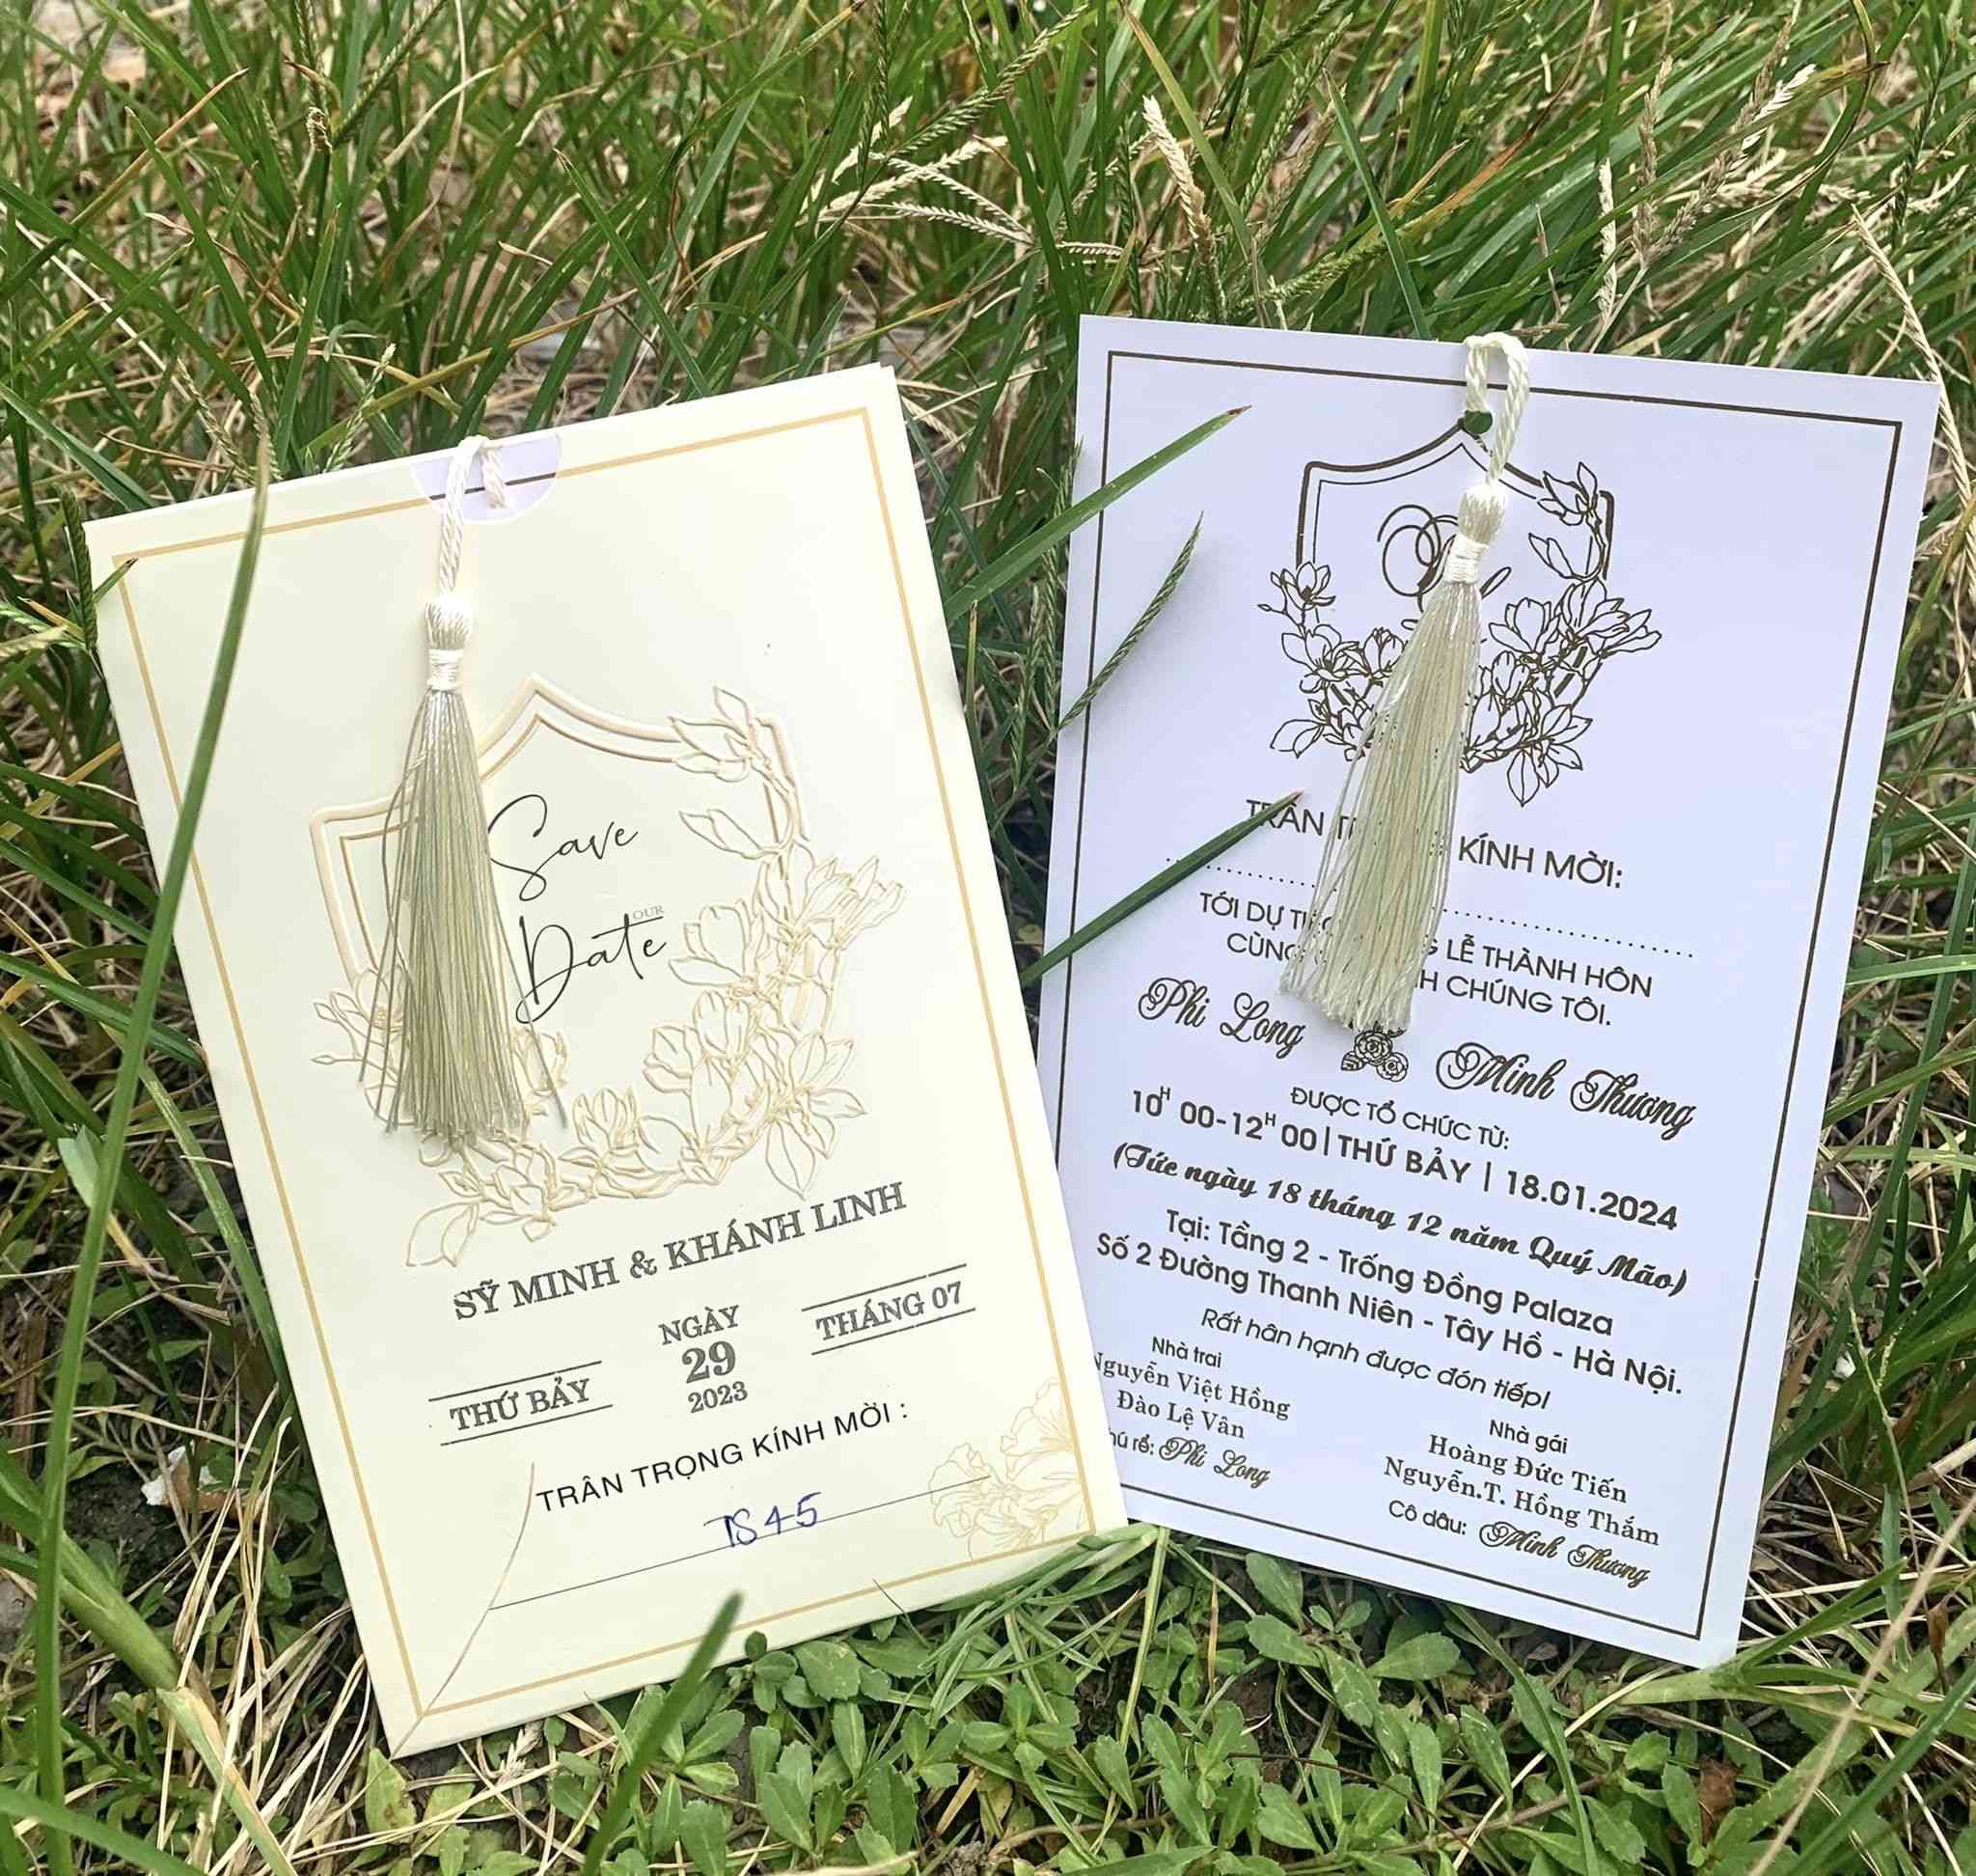 Save
OUR
Date
SỸ MINH & KHÁNH LINH
THỨ BẢY
NGÀY
29
2023
THÁNG 07
TRÂN TRỌNG KÍNH MỜI :
TS 45
TRÂN KÍNH MỜI:
TỚI DỰ LỄ THÀNH HÔN
CHÚNG TÔI.
Phi Long Minh Thương
ĐƯỢC TỔ CHỨC TỪ:
10H 00-12H 00 | THỨ BẢY | 18.01.2024
(Tức ngày 18 tháng 12 năm Quý Mão)
Tại: Tầng 2 - Trống Đồng Palaza
Số 2 Đường Thanh Niên - Tây Hồ - Hà Nội.
Rất hân hạnh được đón tiếp!
Nhà trai
Nguyễn Việt Hồng
Đào Lệ Vân
Chú rể: Phi Long
Nhà gái
Hoàng Đức Tiến
Nguyễn.T. Hồng Thắm
Cô dâu: Minh Thương